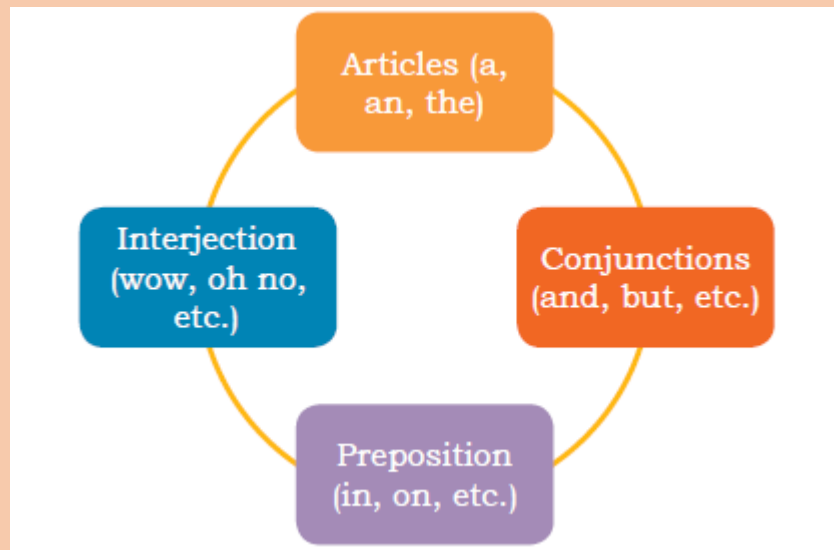 Articles (a,
an, the)
Interjection
(wow, oh no,
etc.)
Conjunctions
(and, but, etc.)
Preposition
(in, on, etc.)